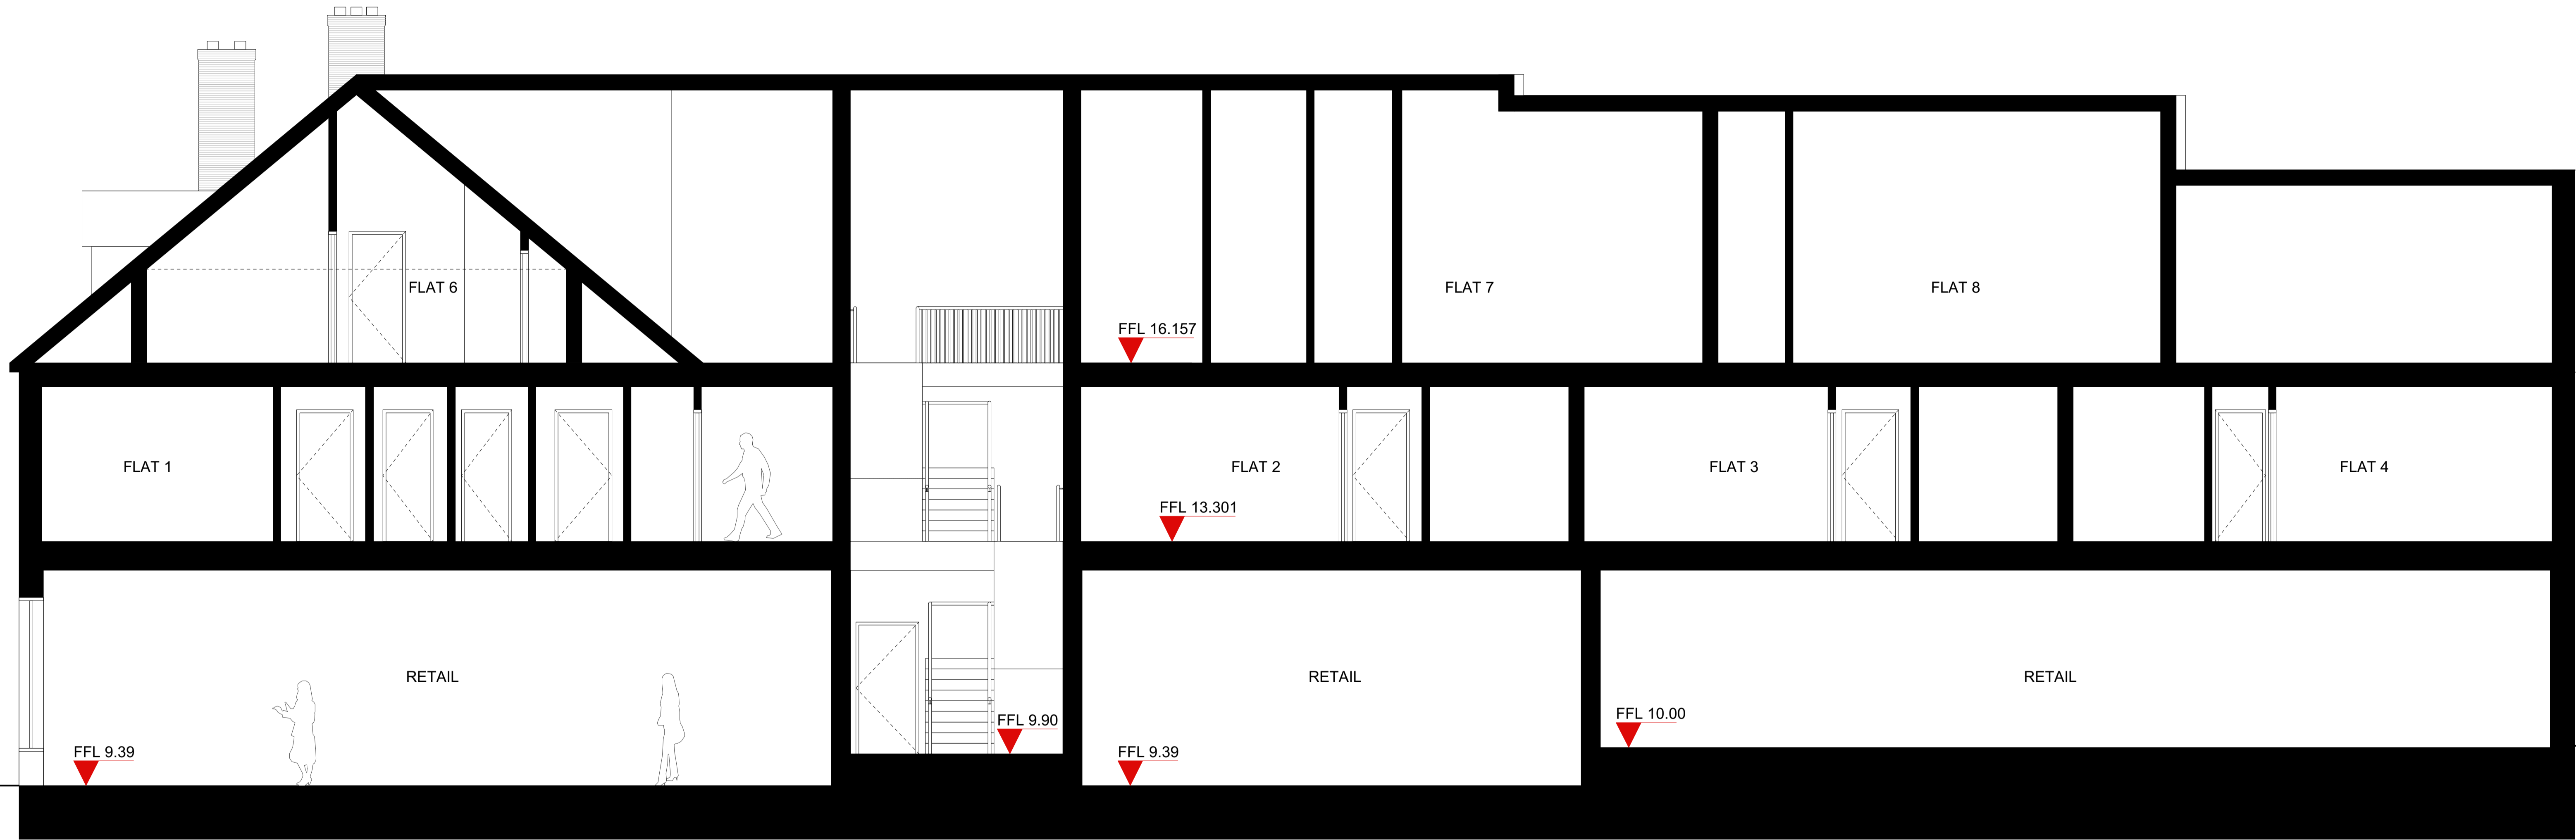 FLAT 6
FLAT 7
FLAT 8
FFL 16.157
FLAT 1
FLAT 2
FLAT 3
FLAT 4
FFL 13.301
RETAIL
RETAIL
RETAIL
FFL 10.00
FFL 9.90
FFL 9.39
FFL 9.39